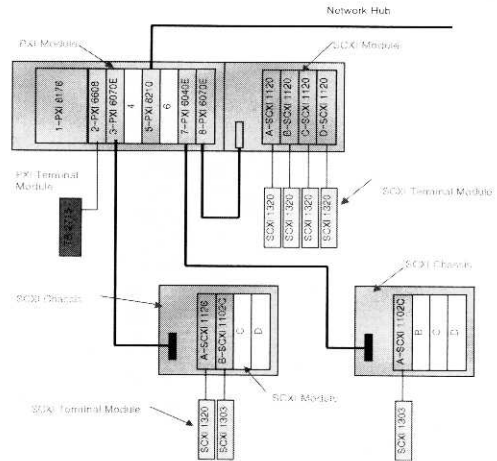 Network Hub
PXI Module
SCXI Module
1-PXI 8176
2-PXI 6608
3-PXI 6070E
4
5-PXI 8210
6
7-PXI 6040E
8-PXI 6070E
A-SCXI 1120
B-SCXI 1120
C-SCXI 1120
D-SCXI 1120
PXI Terminal
Module
SCXI 1320
SCXI 1320
SCXI 1320
SCXI 1320
SCXI Terminal Module
SCXI Chassis
SCXI Chassis
A-SCXI 1126
B-SCXI 1102C
C
D
A-SCXI 1102C
B
C
SCXI Module
SCXI Terminal Module
SCXI 1320
SCXI 1303
SCXI 1303